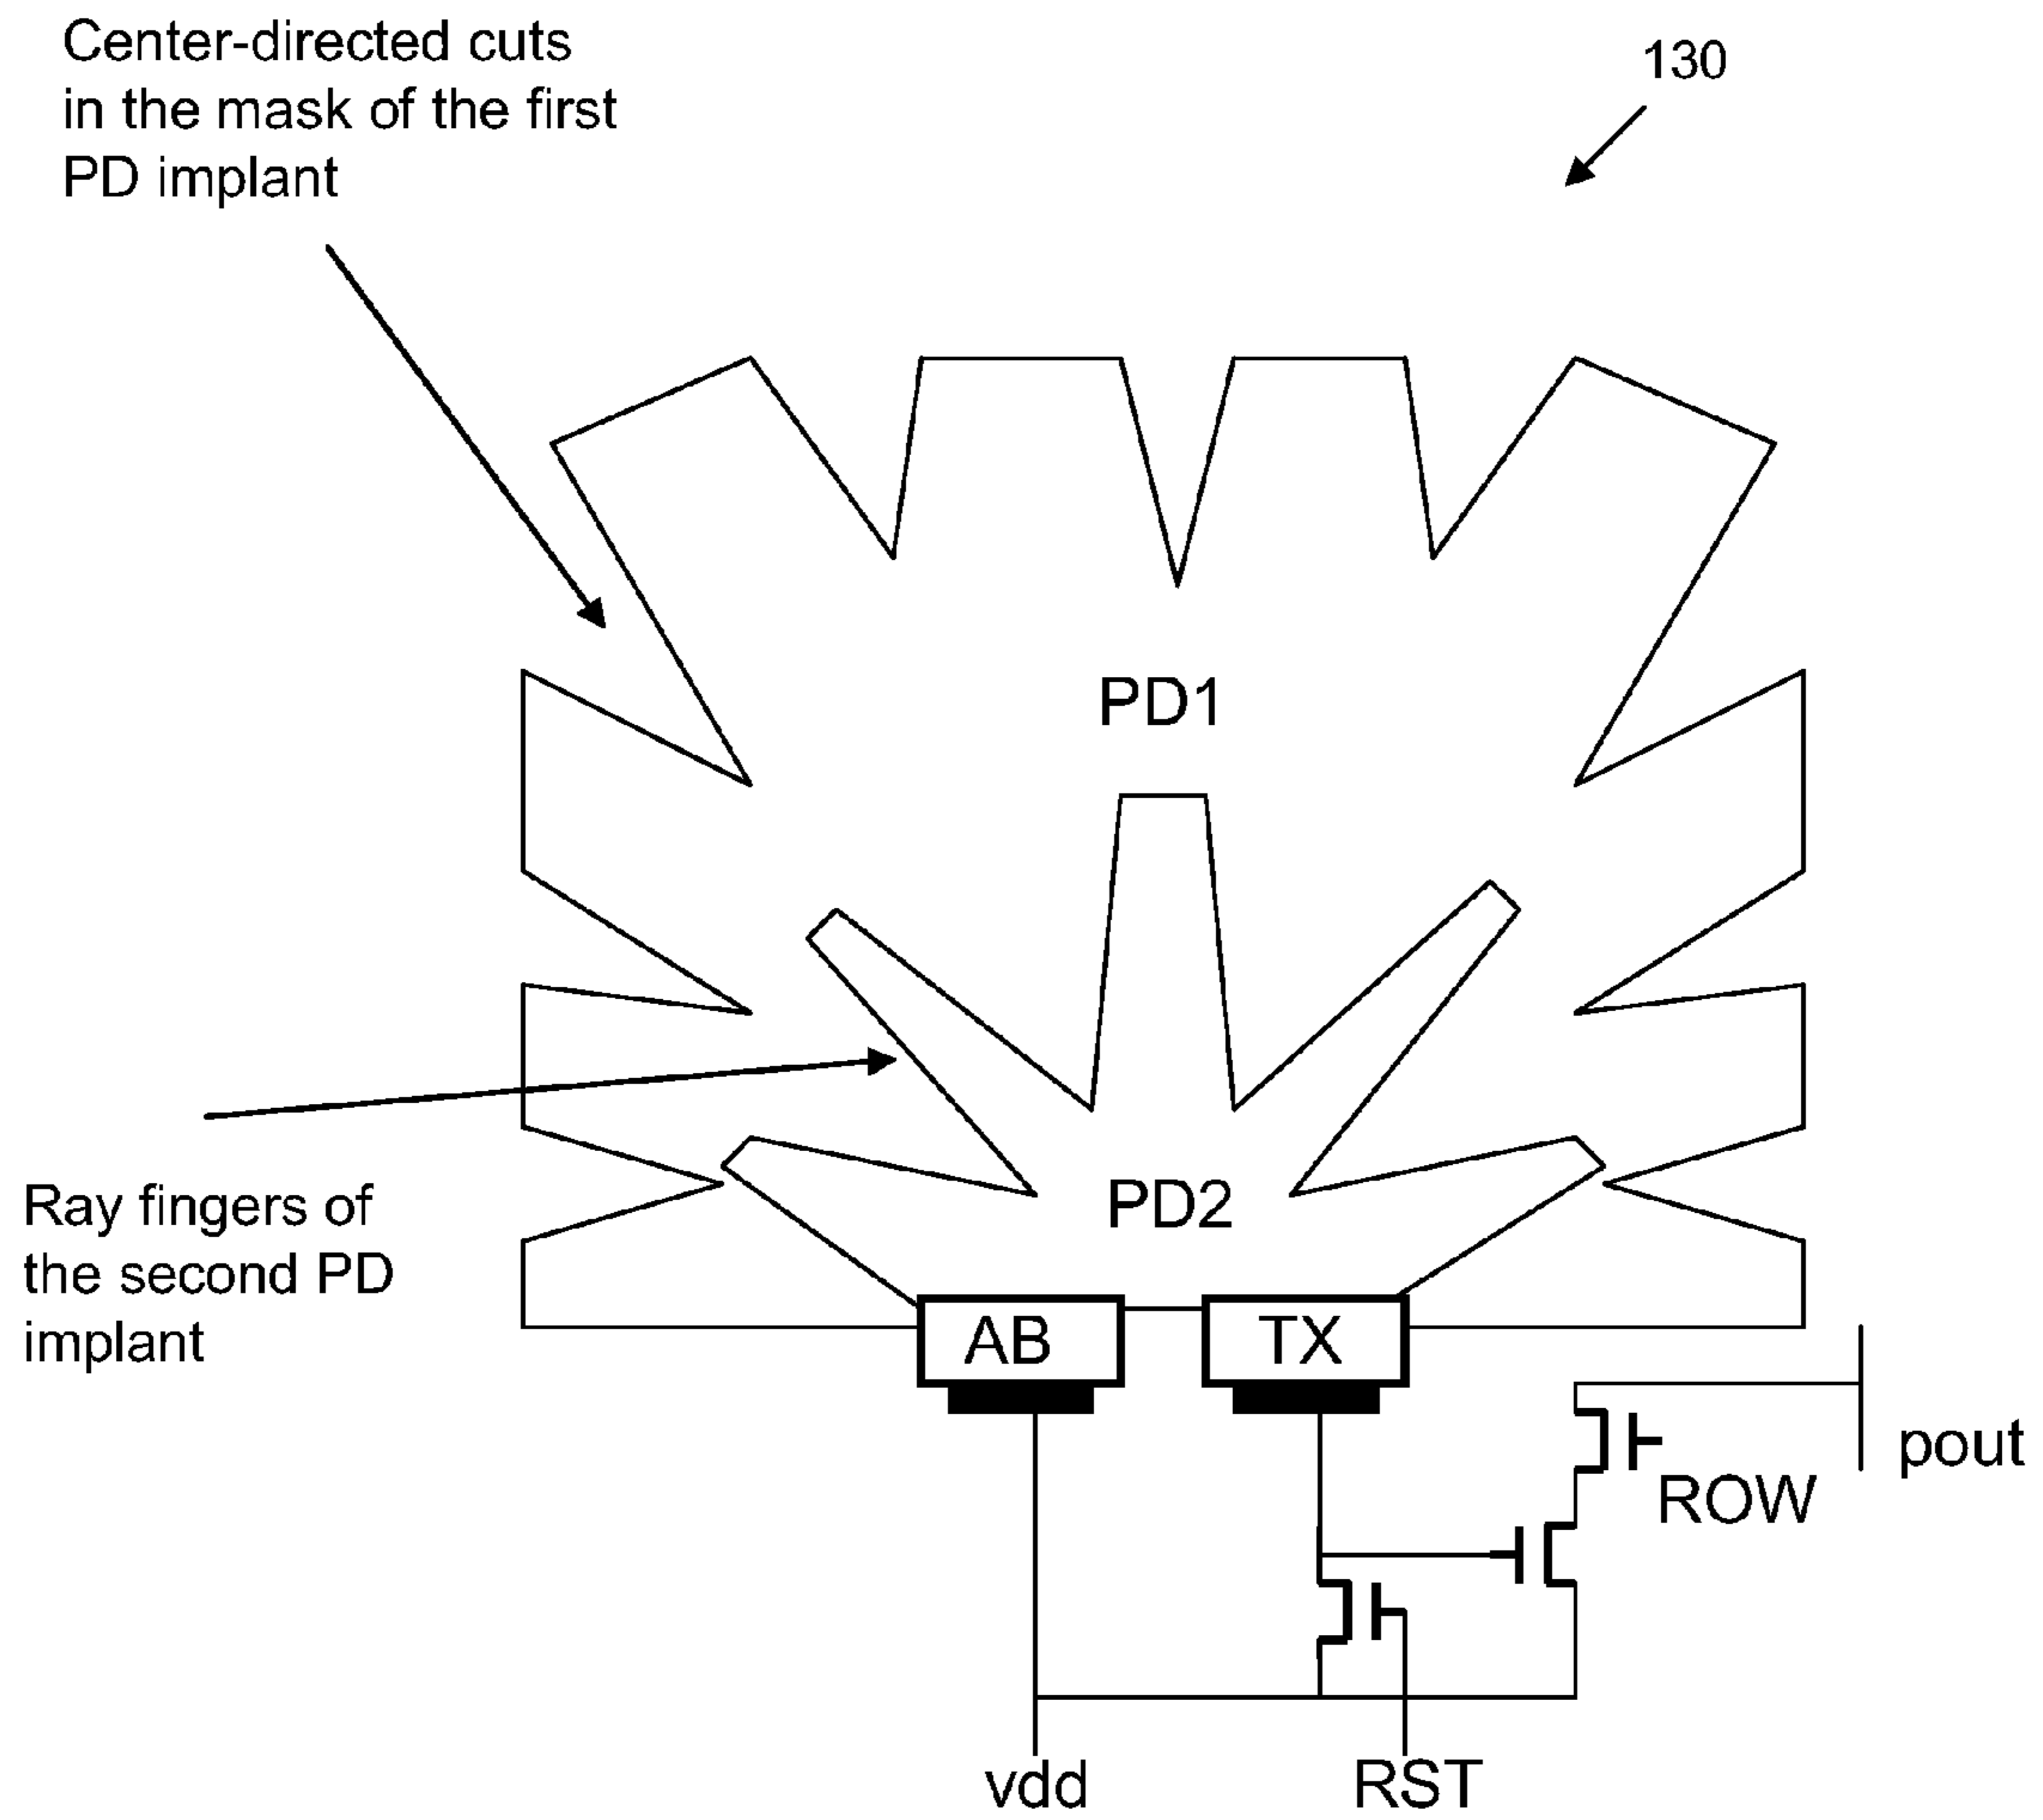 Center-directed cuts
in the mask of the first
PD implant
130
PD1
PD2
Ray fingers of
the second PD
implant
AB
TX
pout
ROW
vdd
RST